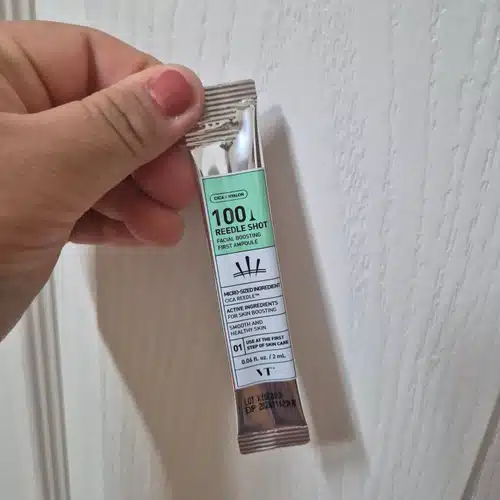 CICA × HYALON
100
REEDLE SHOT
FACIAL BOOSTING
FIRST AMPOULE
MICRO-SIZED INGREDIENT
CICA REEDLE™
ACTIVE INGREDIENTS
FOR SKIN BOOSTING
SMOOTH AND
HEALTHY SKIN
01 USE AT THE FIRST
STEP OF SKIN CARE
0.06 fl. oz. / 2 mL
VT
LOT
EXP